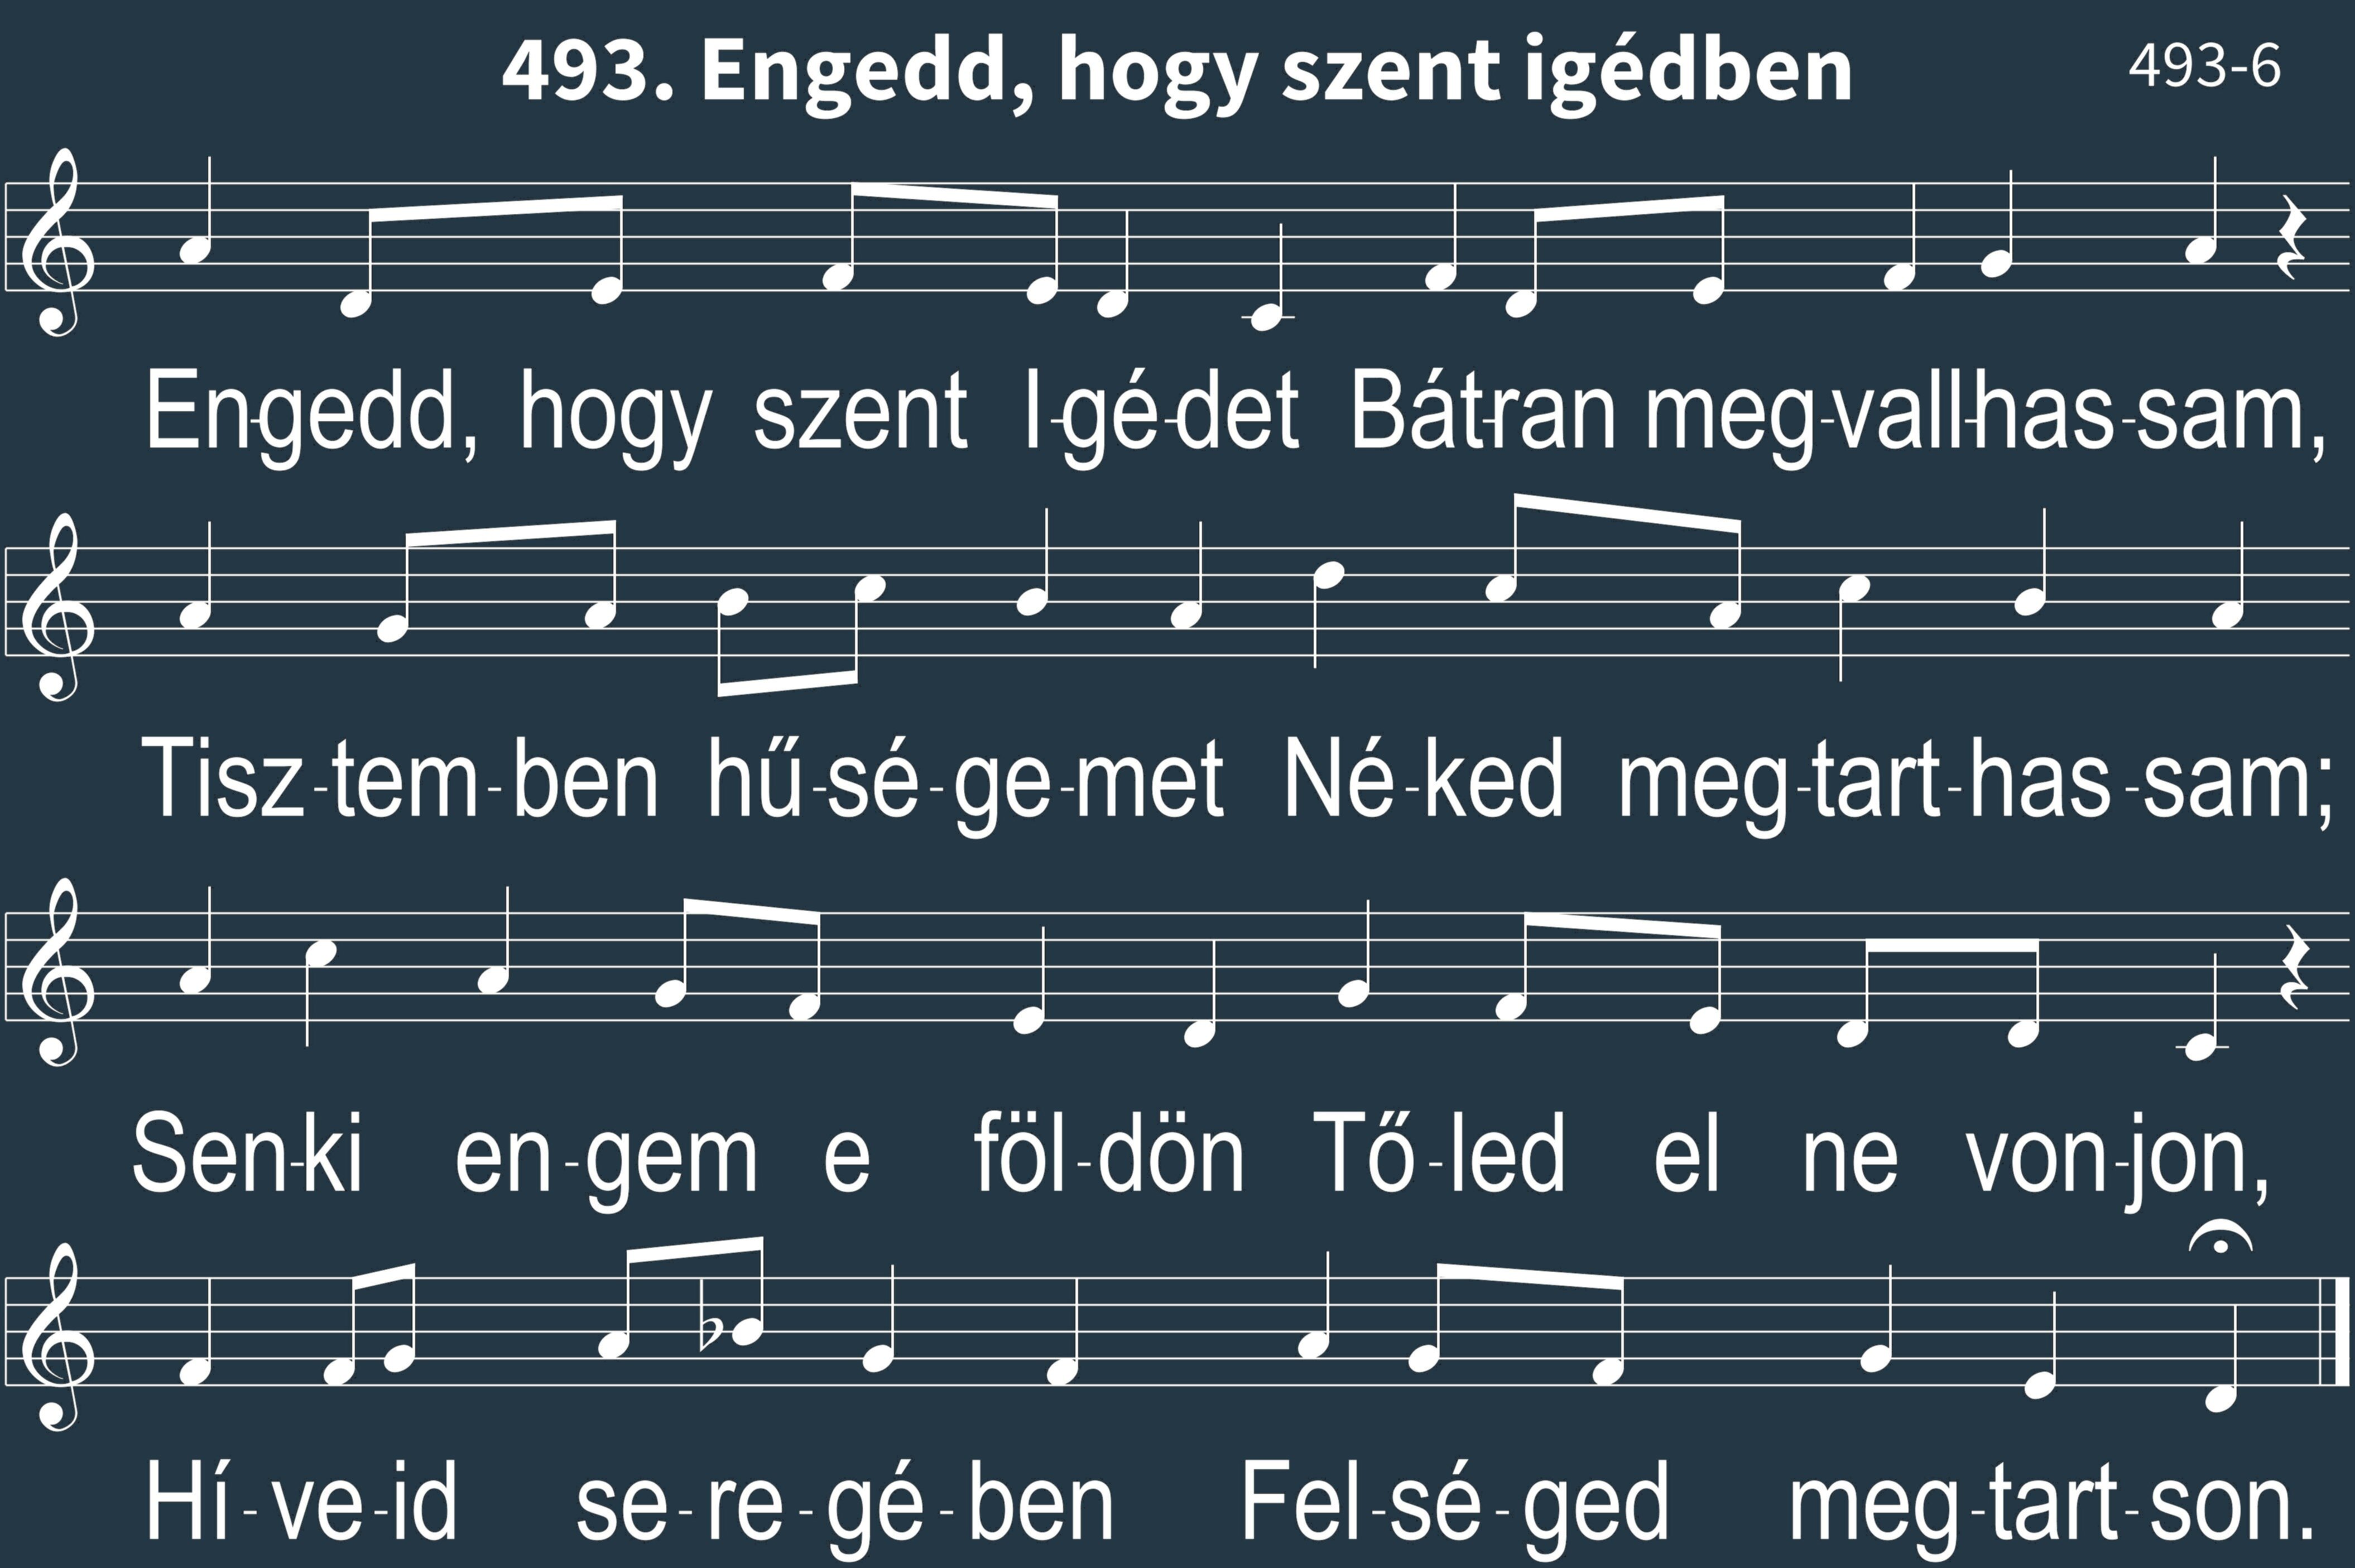 493. Engedd, hogy szent igédben
493-6
En-gedd, hogy szent I-gé-det Bát-ran meg-vall-has-sam,
Tisz-tem-ben hű-sé-ge-met Né-ked meg-tart-has-sam;
Sen-ki en-gem e föl-dön Tő-led el ne von-jon,
Hí-ve-id se-re-gé-ben Fel-sé-ged meg-tart-son.